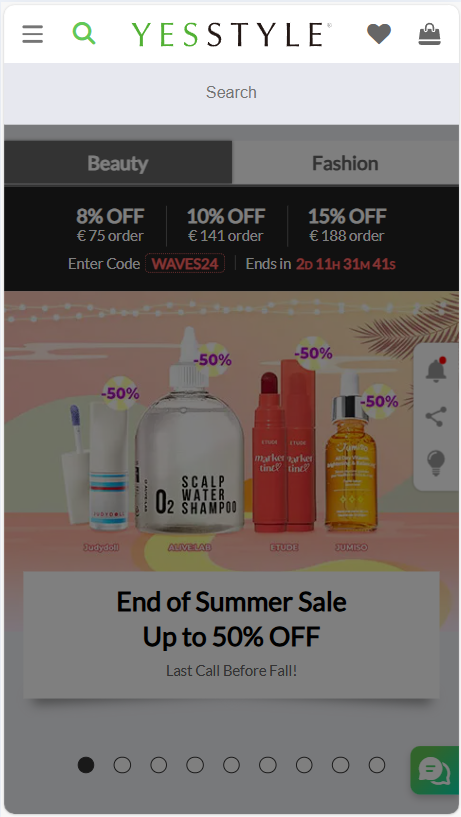 YESSTYLE®
Search
Beauty Fashion
8% OFF 10% OFF 15% OFF
€ 75 order € 141 order € 188 order
Enter Code WAVES24 Ends in 2D 11H 31M 41S
-50%
-50%
-50%
-50%
JUDYDOLL
O2 SCALP
WATER
SHAMPOO
ETUDE
marker
tint
Jumiso
Judydoll ALIVE:LAB ETUDE JUMISO
End of Summer Sale
Up to 50% OFF
Last Call Before Fall!